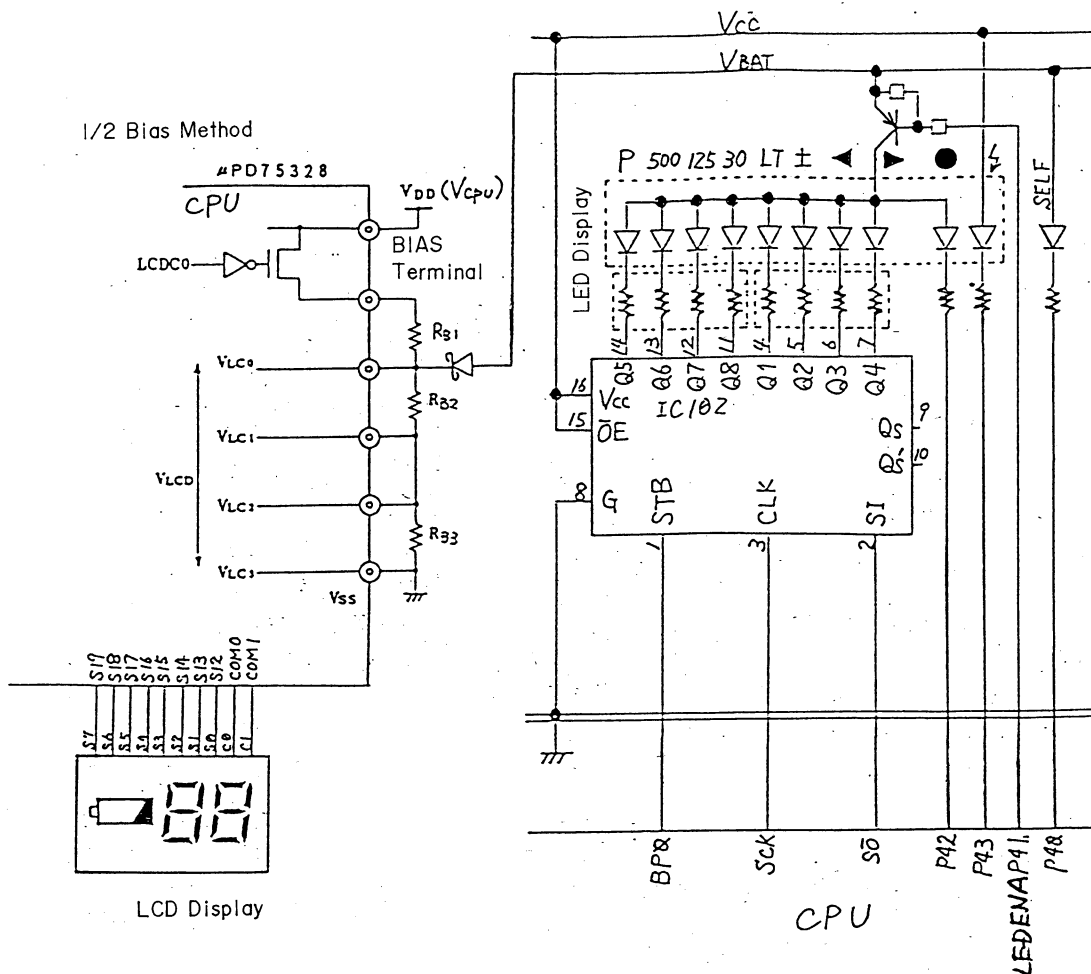 1/2 Bias Method
μPD75328
CPU
VDD (VCPU)
BIAS
Terminal
LCDC0
RB1
VLC0
RB2
VLC1
VLCD
VLC2
RB3
VLC3
VSS
S19
S18
S17
S16
S15
S14
S13
S12
COM0
COM1
S7
S6
S5
S4
S3
S2
S1
S0
C0
C1
88
LCD Display
VCC
VBAT
P 500 125 30 LT ± ◀ ▶ ●
SELF
LED Display
14 13 12 11 4 5 6 7
Q5 Q6 Q7 Q8 Q1 Q2 Q3 Q4
16 VCC
IC102
15 OE
QS 9
QS 10
8 G
STB CLK SI
1 3 2
BP0
SCK
SO
P42
P43
LEDENA P41
P40
CPU